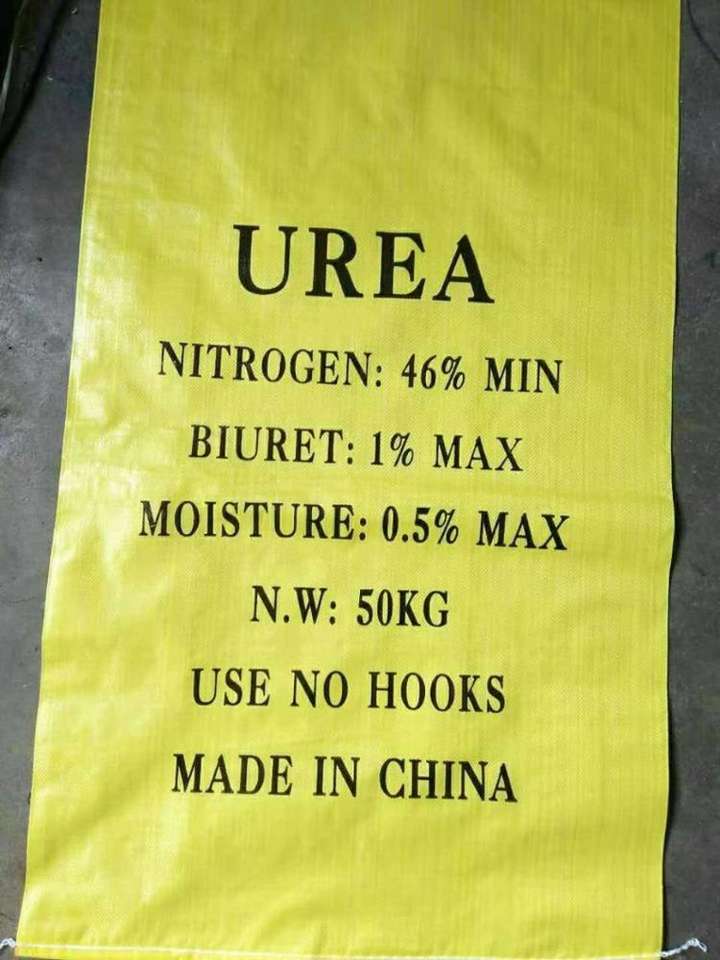 UREA
NITROGEN: 46% MIN
BIURET: 1% MAX
MOISTURE: 0.5% MAX
N.W: 50KG
USE NO HOOKS
MADE IN CHINA